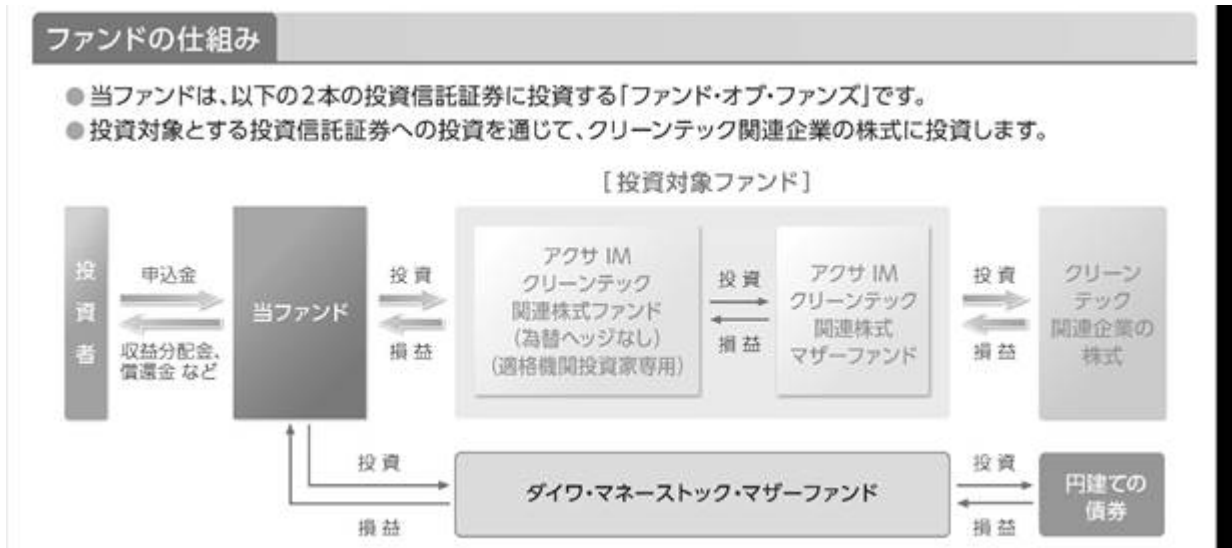 ファンドの仕組み
●当ファンドは、以下の2本の投資信託証券に投資する「ファンド・オブ・ファンズ」です。
●投資対象とする投資信託証券への投資を通じて、クリーンテック関連企業の株式に投資します。
[投資対象ファンド]
投資者
申込金
収益分配金、
償還金 など
当ファンド
投資
損益
アクサ IM
クリーンテック
関連株式ファンド
(為替ヘッジなし)
(適格機関投資家専用)
投資
損益
アクサ IM
クリーンテック
関連株式
マザーファンド
投資
損益
クリーン
テック
関連企業の
株式
投資
損益
ダイワ・マネーストック・マザーファンド
投資
損益
円建ての
債券